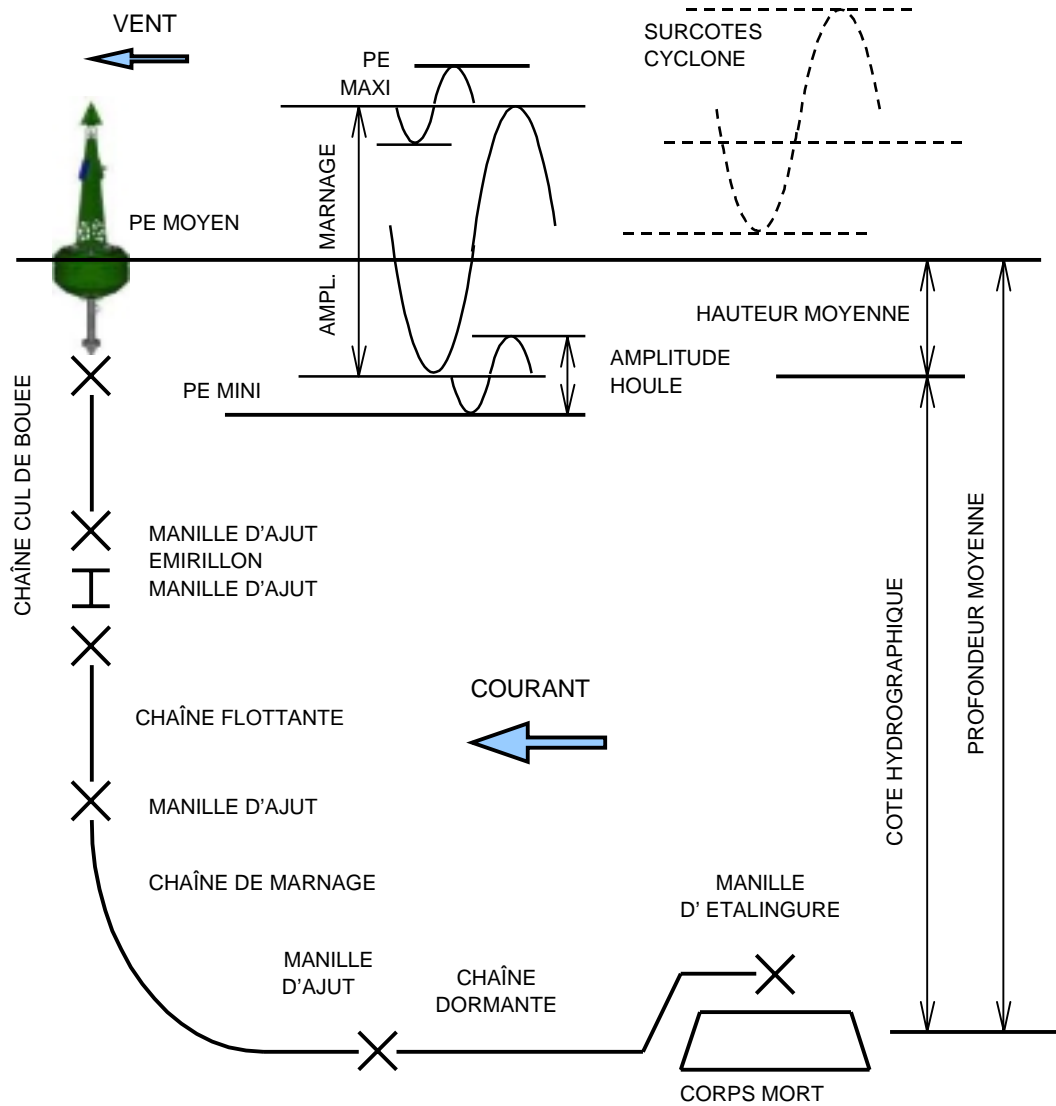 VENT
SURCOTES
CYCLONE
PE
MAXI
AMPL. MARNAGE
PE MOYEN
HAUTEUR MOYENNE
AMPLITUDE
HOULE
PE MINI
CHAÎNE CUL DE BOUEE
MANILLE D'AJUT
EMIRILLON
MANILLE D'AJUT
COTE HYDROGRAPHIQUE
PROFONDEUR MOYENNE
COURANT
CHAÎNE FLOTTANTE
MANILLE D'AJUT
CHAÎNE DE MARNAGE
MANILLE
D' ETALINGURE
MANILLE
D'AJUT
CHAÎNE
DORMANTE
CORPS MORT